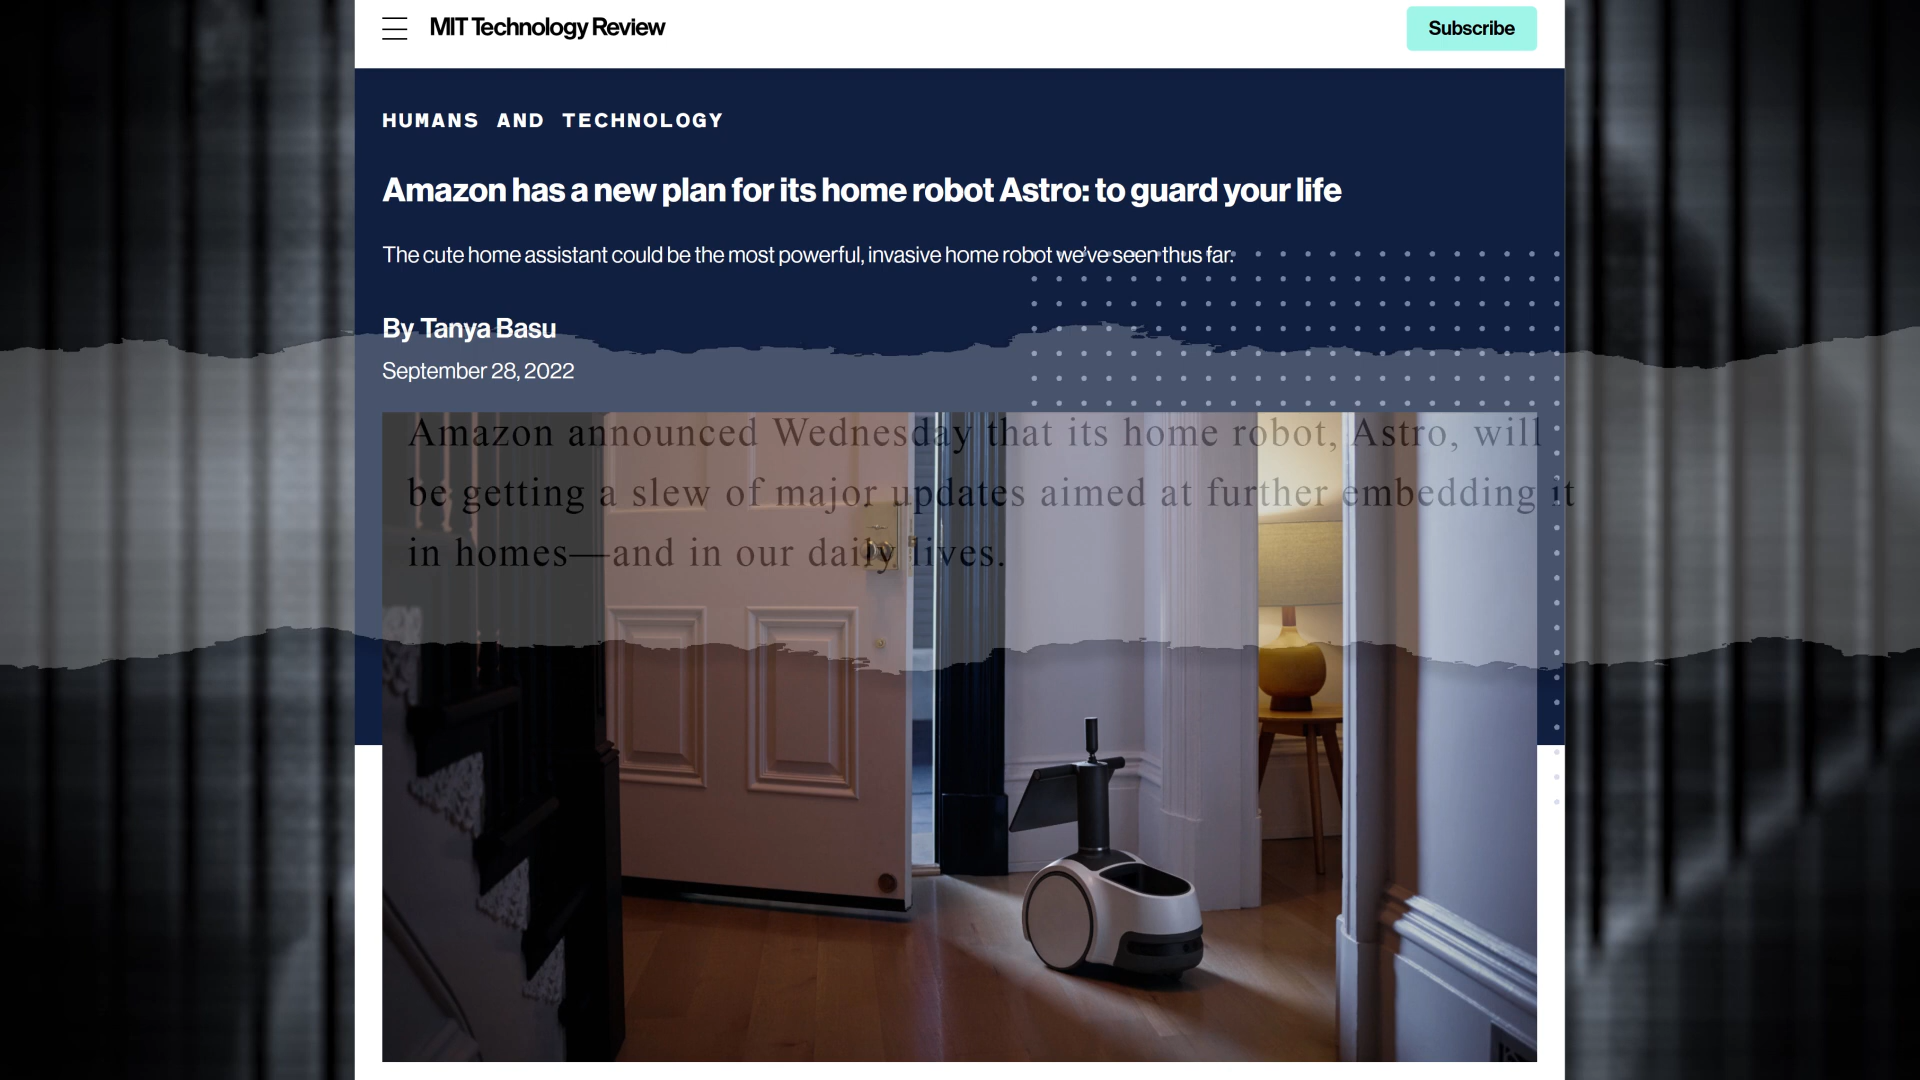 MIT Technology Review
Subscribe
HUMANS AND TECHNOLOGY
Amazon has a new plan for its home robot Astro: to guard your life
The cute home assistant could be the most powerful, invasive home robot we've seen thus far.
By Tanya Basu
September 28, 2022
Amazon announced Wednesday that its home robot, Astro, will
be getting a slew of major updates aimed at further embedding it
in homes—and in our daily lives.